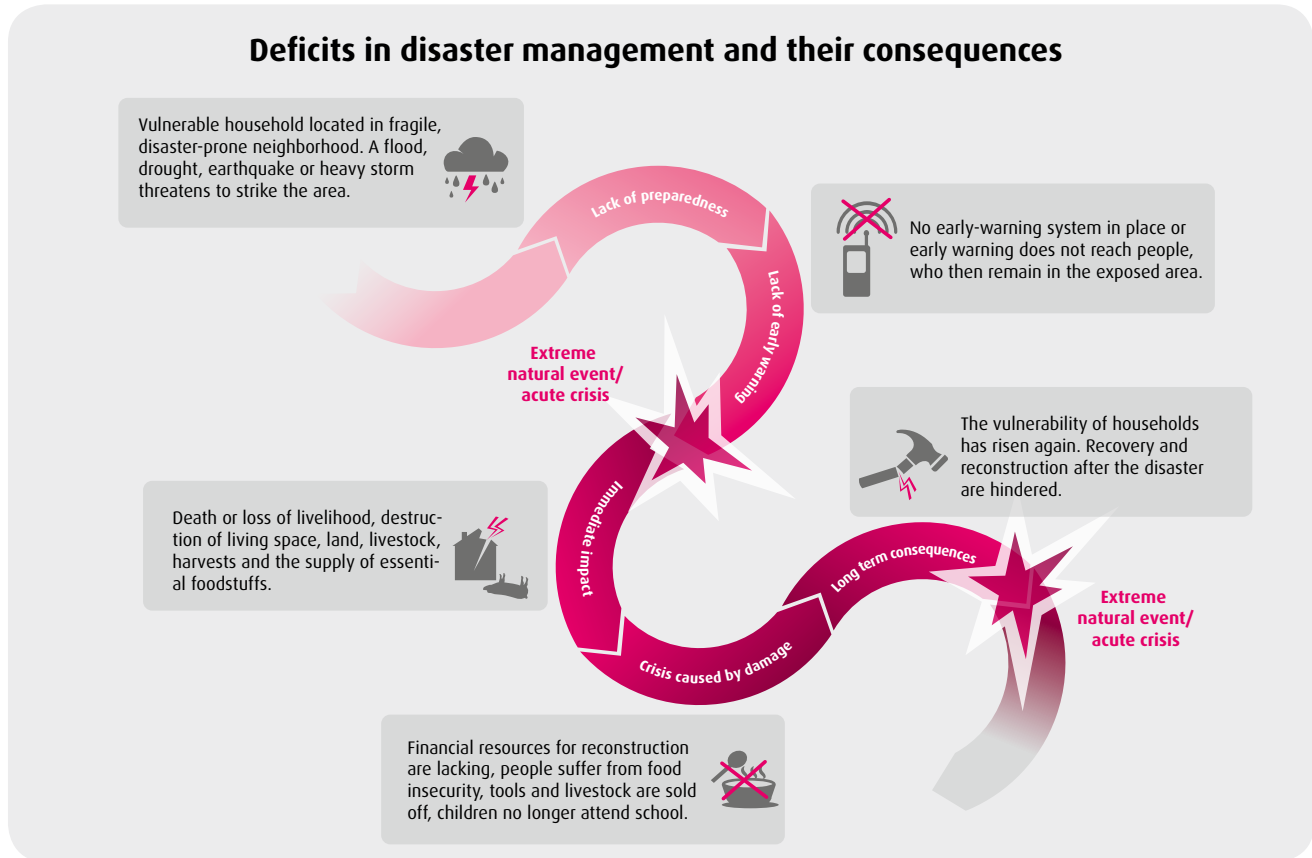 Deficits in disaster management and their consequences
Vulnerable household located in fragile,
disaster-prone neighborhood. A flood,
drought, earthquake or heavy storm
threatens to strike the area.
Lack of preparedness
No early-warning system in place or
early warning does not reach people,
who then remain in the exposed area.
Lack of early warning
Extreme
natural event/
acute crisis
The vulnerability of households
has risen again. Recovery and
reconstruction after the disaster
are hindered.
Death or loss of livelihood, destruc-
tion of living space, land, livestock,
harvests and the supply of essenti-
al foodstuffs.
Immediate impact
Long term consequences
Extreme
natural event/
acute crisis
Crisis caused by damage
Financial resources for reconstruction
are lacking, people suffer from food
insecurity, tools and livestock are sold
off, children no longer attend school.